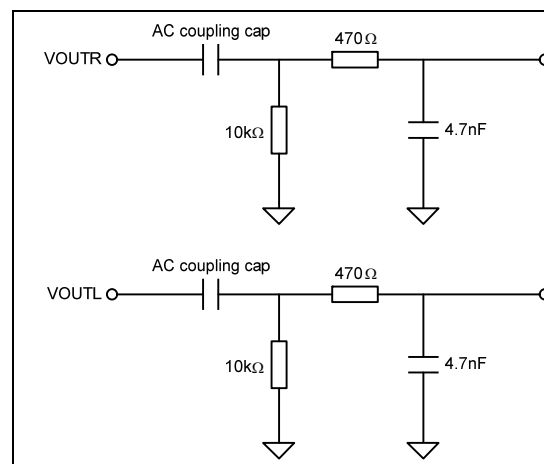 AC coupling cap
470Ω
VOUTR
10kΩ
4.7nF
AC coupling cap
470Ω
VOUTL
10kΩ
4.7nF